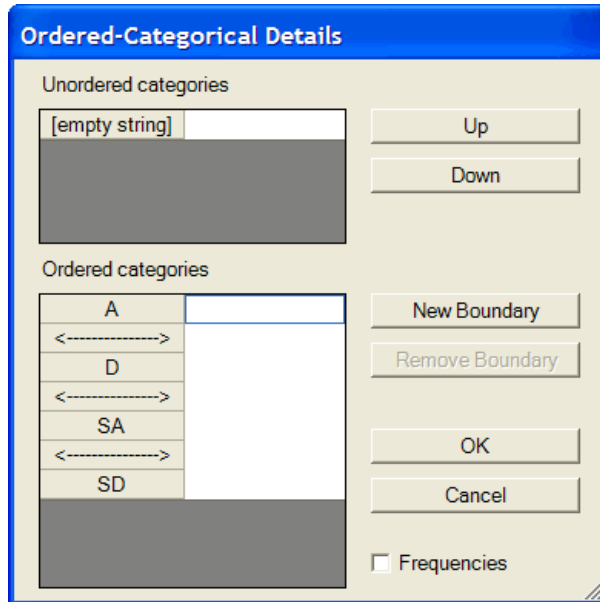 Ordered-Categorical Details
Unordered categories
[empty string]
Up
Down
Ordered categories
A
<--------------->
D
<--------------->
SA
<--------------->
SD
New Boundary
Remove Boundary
OK
Cancel
Frequencies